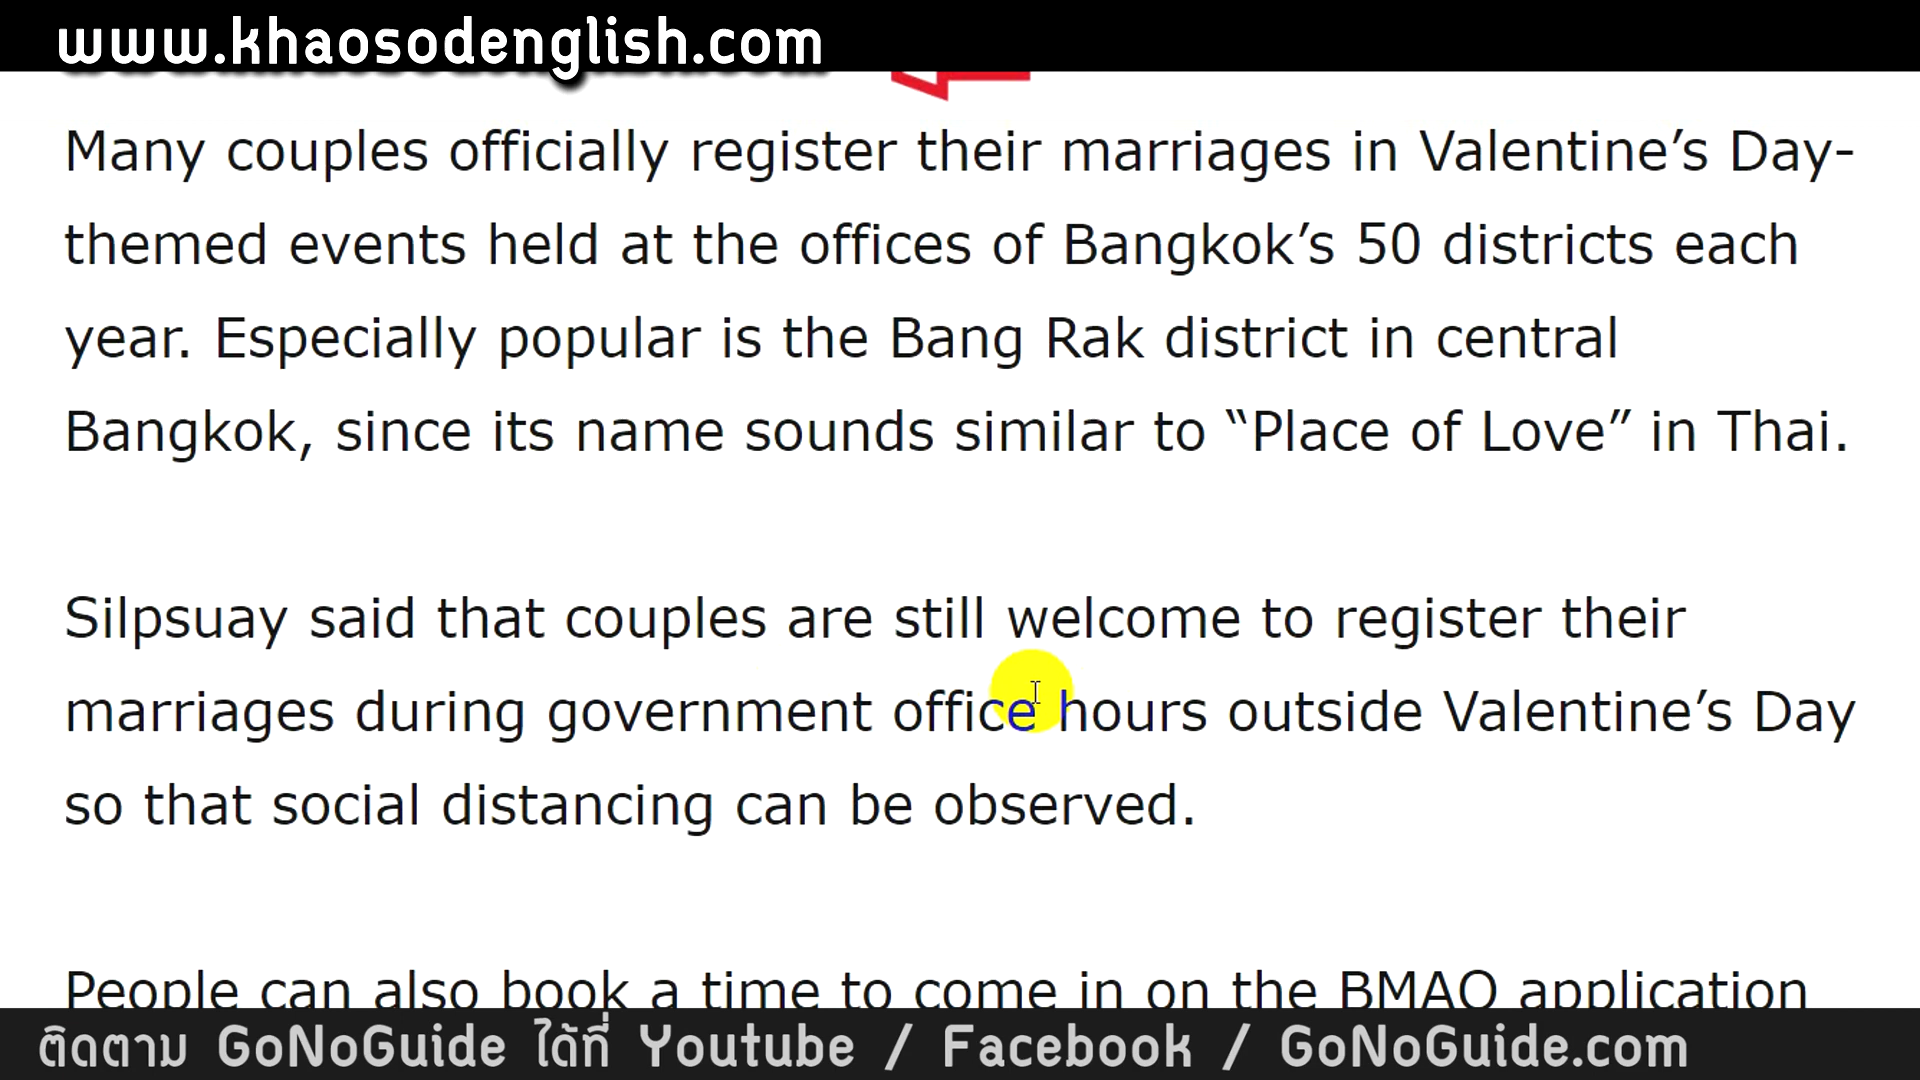 www.khaosodenglish.com
Many couples officially register their marriages in Valentine’s Day-
themed events held at the offices of Bangkok’s 50 districts each
year. Especially popular is the Bang Rak district in central
Bangkok, since its name sounds similar to “Place of Love” in Thai.
Silpsuay said that couples are still welcome to register their
marriages during government office hours outside Valentine’s Day
so that social distancing can be observed.
People can also book a time to come in on the BMAQ application
ติดตาม GoNoGuide ได้ที่ Youtube / Facebook / GoNoGuide.com